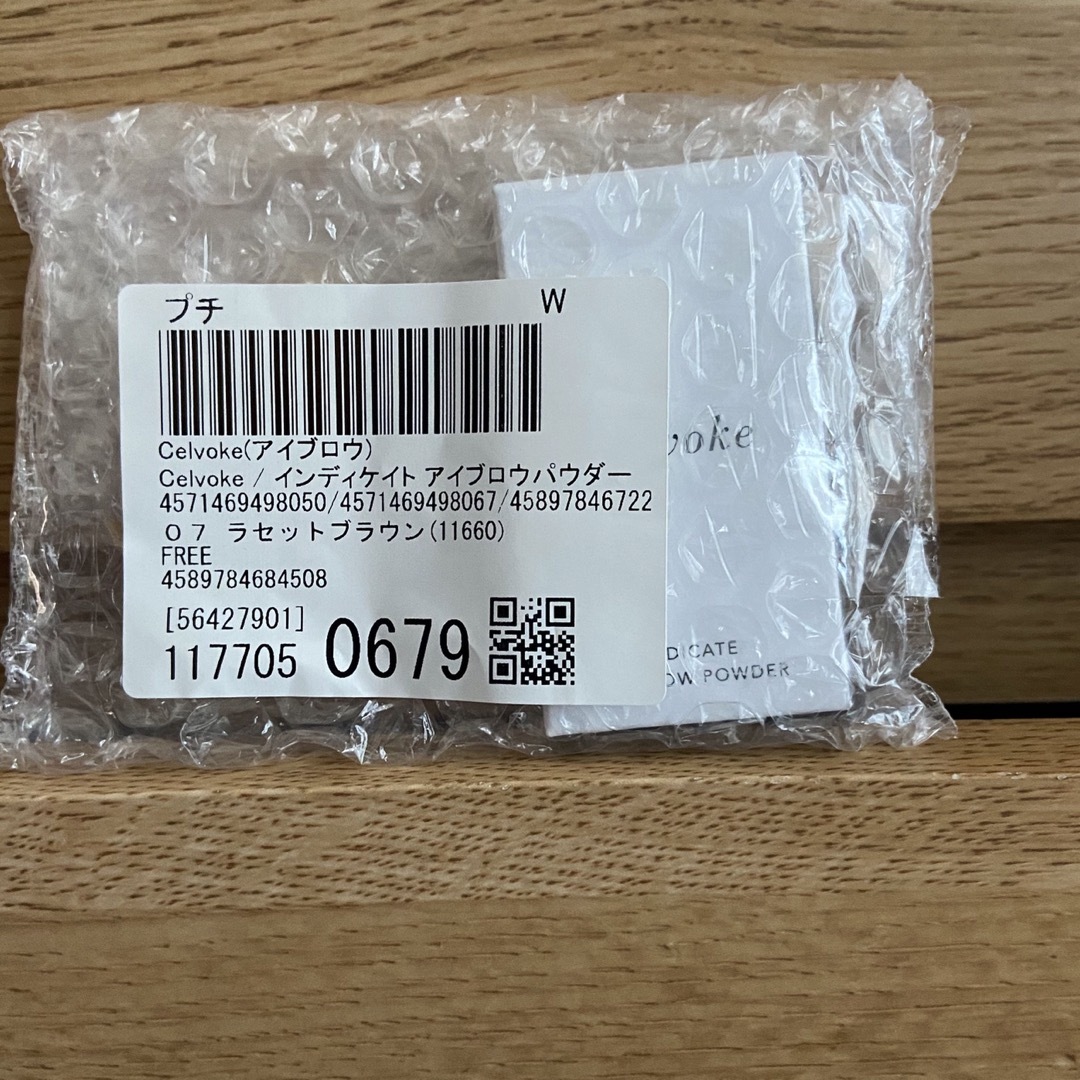 プチ W
Celvoke(アイブロウ)
Celvoke / インディケイト アイブロウパウダー
4571469498050/4571469498067/45897846722
07 ラセットブラウン(11660)
FREE
4589784684508
[56427901]
117705 0679
voke
DICATE
OW POWDER